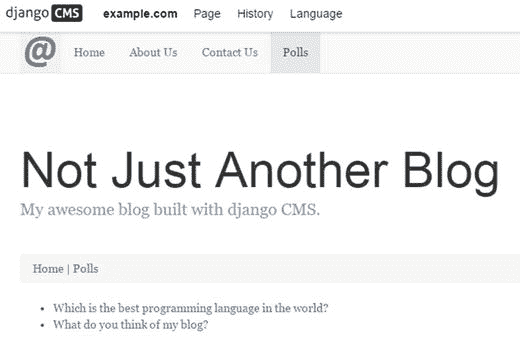 django CMS example.com Page History Language
@ Home About Us Contact Us Polls
Not Just Another Blog
My awesome blog built with django CMS.
Home | Polls
• Which is the best programming language in the world?
• What do you think of my blog?